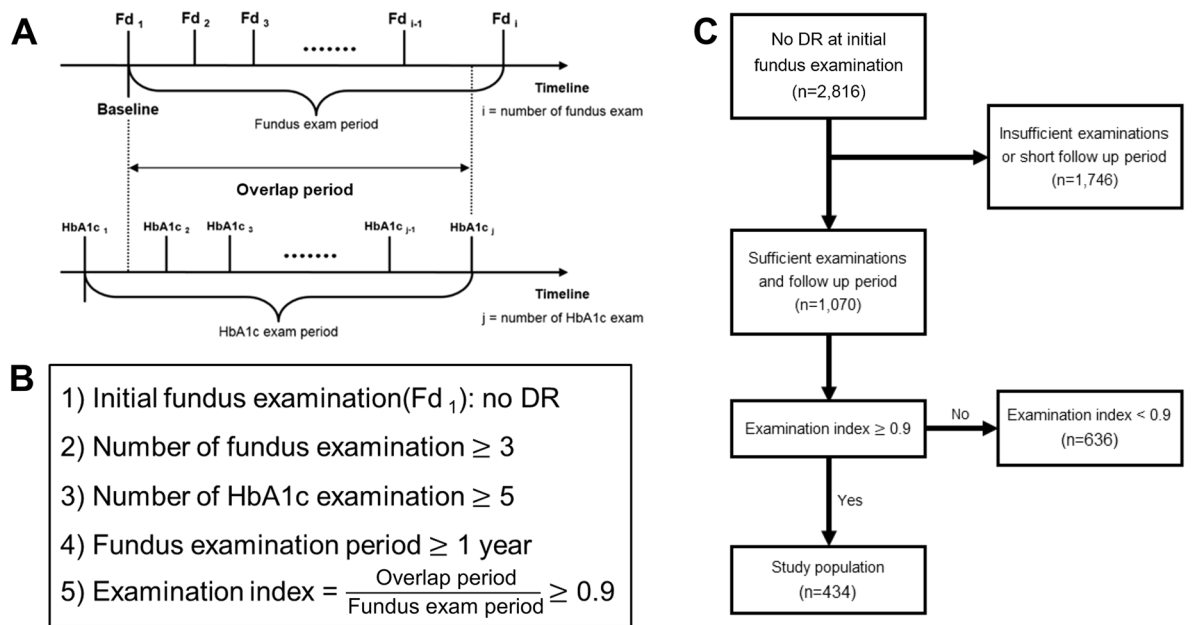 A
Fd 1 Fd 2 Fd 3 Fd i-1 Fd i
Baseline
Timeline
Fundus exam period
i = number of fundus exam
Overlap period
HbA1c 1 HbA1c 2 HbA1c 3 HbA1c j-1 HbA1c j
Timeline
HbA1c exam period
j = number of HbA1c exam
B
1) Initial fundus examination(Fd 1): no DR
2) Number of fundus examination ≥ 3
3) Number of HbA1c examination ≥ 5
4) Fundus examination period ≥ 1 year
5) Examination index = Overlap period / Fundus exam period ≥ 0.9
C
No DR at initial
fundus examination
(n=2,816)
Insufficient examinations
or short follow up period
(n=1,746)
Sufficient examinations
and follow up period
(n=1,070)
Examination index ≥ 0.9
No
Examination index < 0.9
(n=636)
Yes
Study population
(n=434)